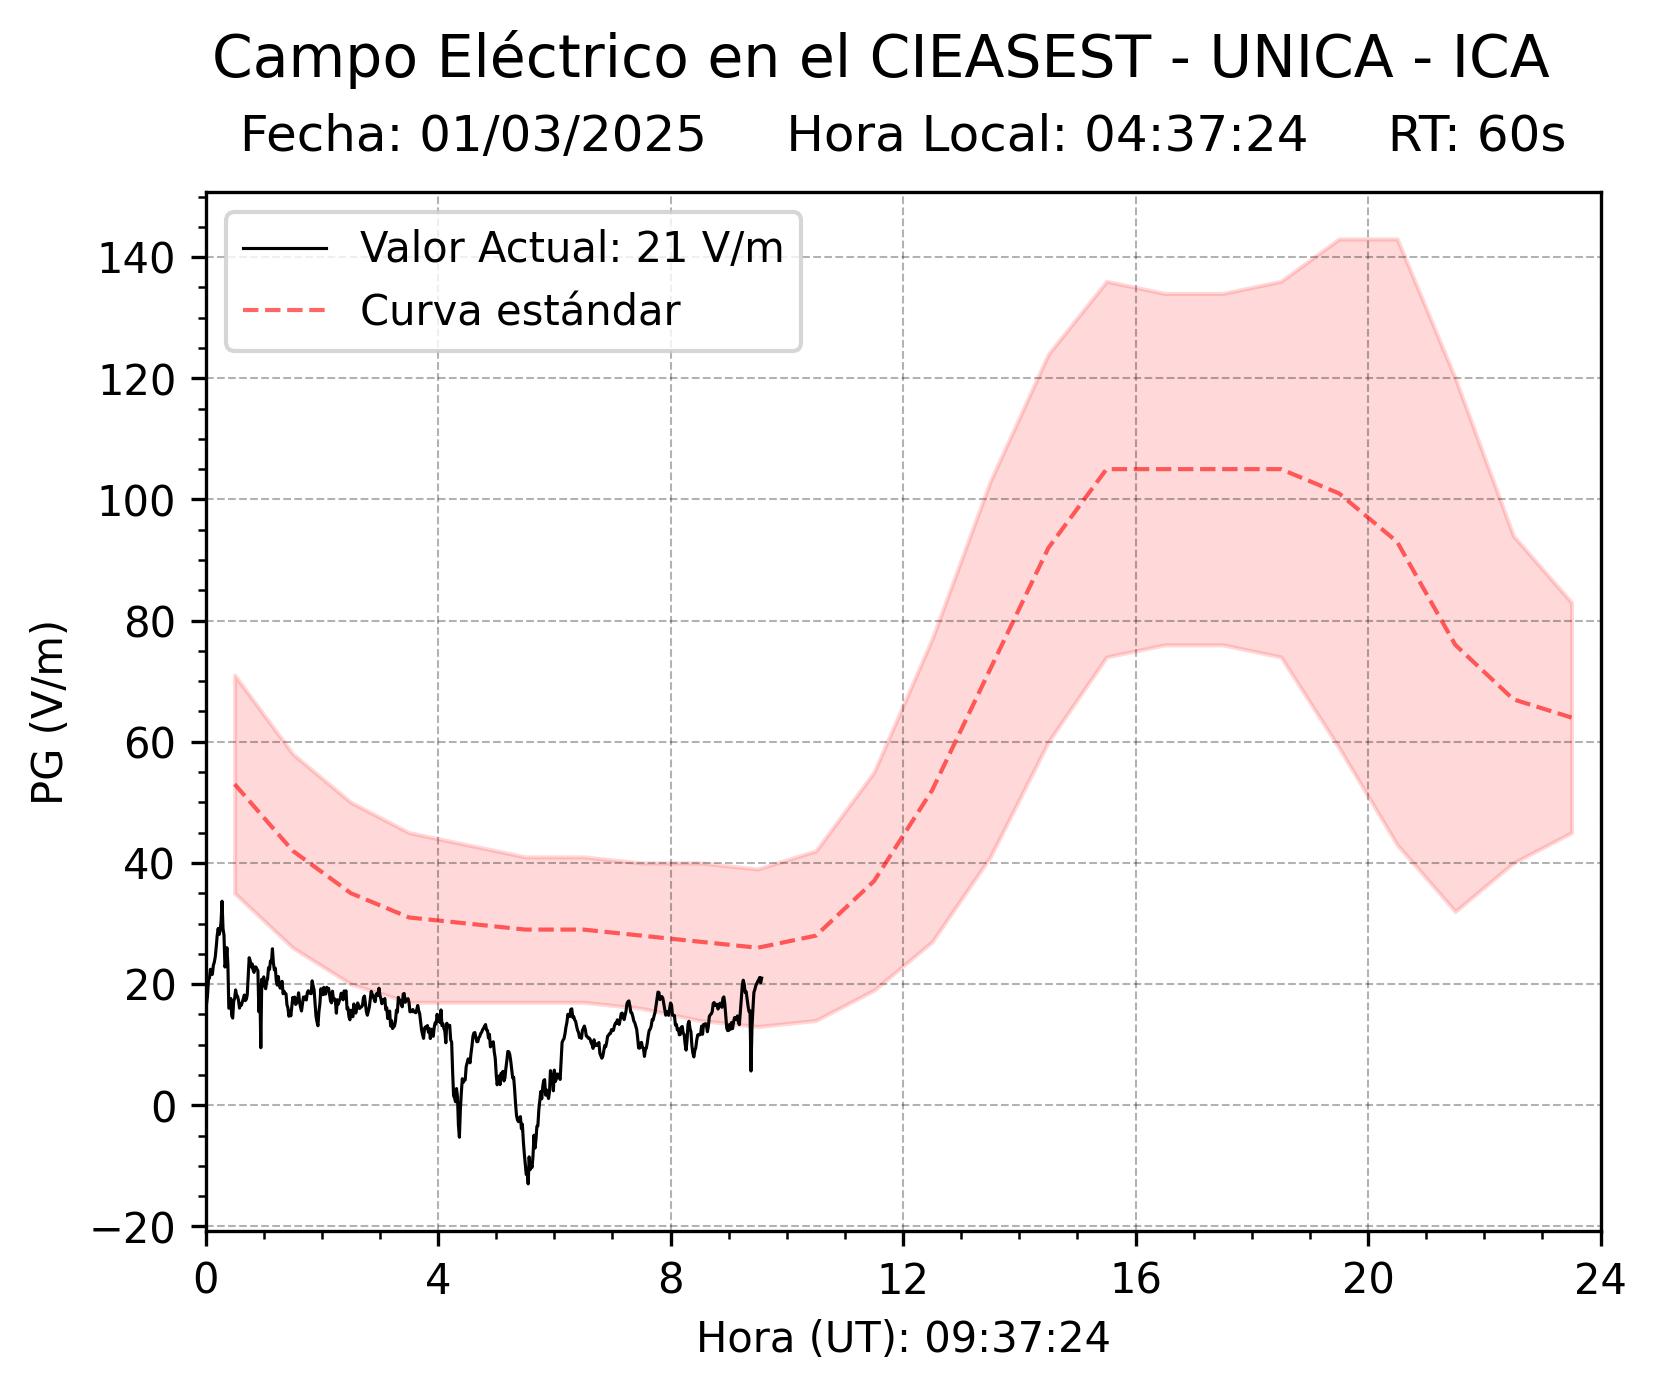 Campo Eléctrico en el CIEASEST - UNICA - ICA
Fecha: 01/03/2025 Hora Local: 04:37:24 RT: 60s
Valor Actual: 21 V/m
Curva estándar
PG (V/m)
140
120
100
80
60
40
20
0
−20
0 4 8 12 16 20 24
Hora (UT): 09:37:24